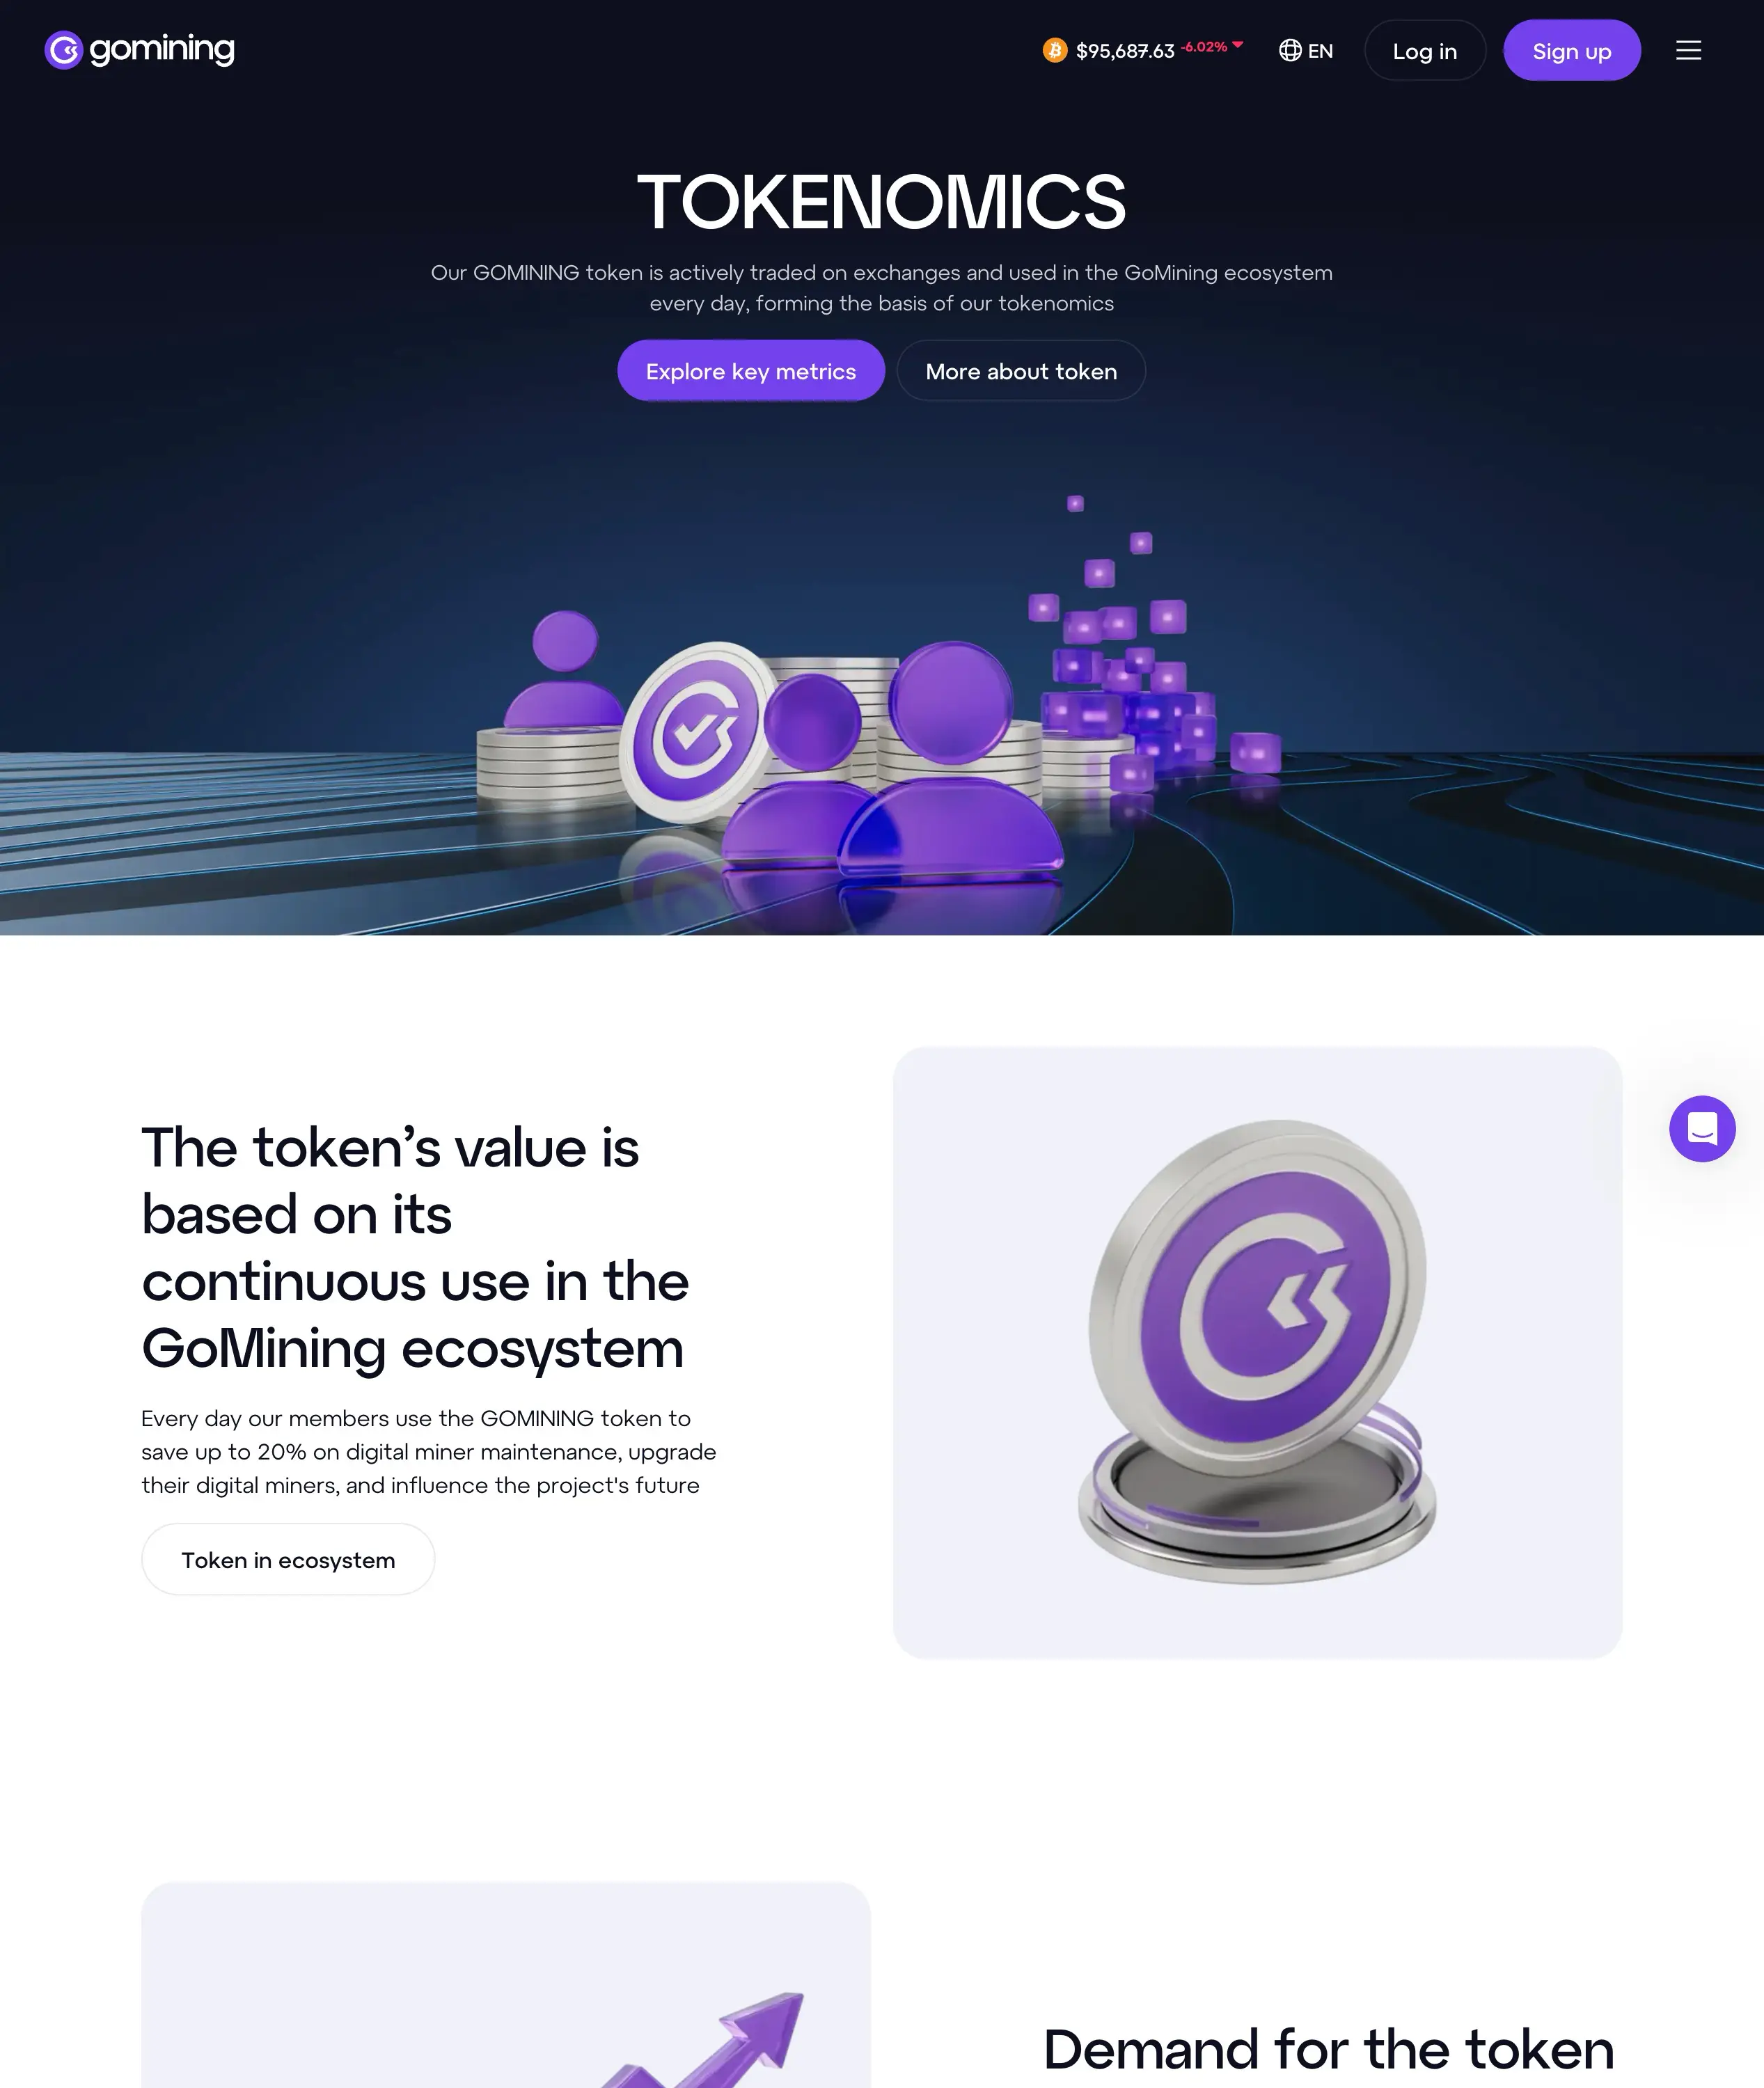 gomining
$95,687.63 -6.02%
EN
Log in
Sign up
TOKENOMICS
Our GOMINING token is actively traded on exchanges and used in the GoMining ecosystem
every day, forming the basis of our tokenomics
Explore key metrics
More about token
The token’s value is
based on its
continuous use in the
GoMining ecosystem
Every day our members use the GOMINING token to
save up to 20% on digital miner maintenance, upgrade
their digital miners, and influence the project's future
Token in ecosystem
Demand for the token